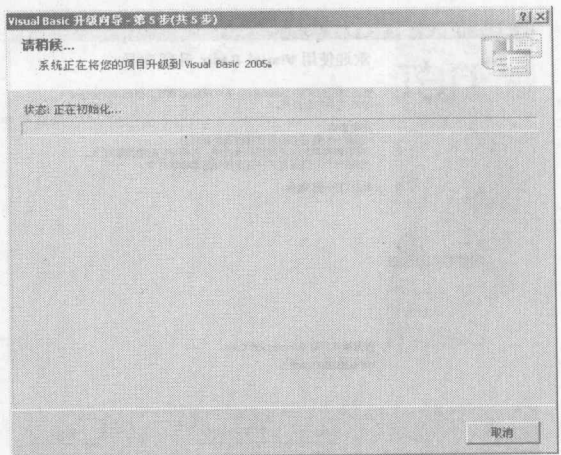 Visual Basic 升级向导 - 第 5 步(共 5 步)
请稍候...
系统正在将您的项目升级到 Visual Basic 2005。
状态: 正在初始化...
取消